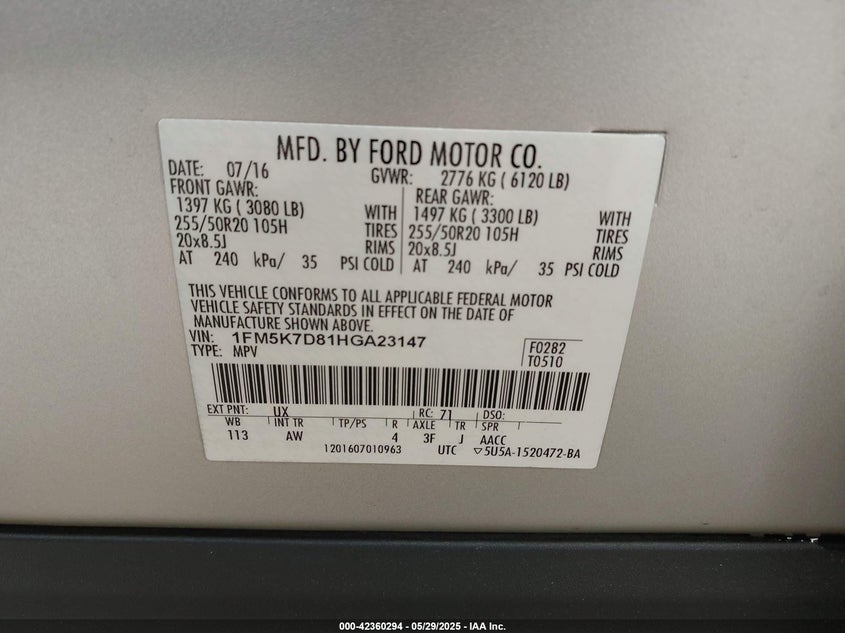 MFD. BY FORD MOTOR CO.
DATE: 07/16 GVWR: 2776 KG ( 6120 LB)
FRONT GAWR: REAR GAWR:
1397 KG ( 3080 LB) WITH 1497 KG ( 3300 LB) WITH
255/50R20 105H TIRES 255/50R20 105H TIRES
20x8.5J RIMS 20x8.5J RIMS
AT 240 kPa/ 35 PSI COLD AT 240 kPa/ 35 PSI COLD
THIS VEHICLE CONFORMS TO ALL APPLICABLE FEDERAL MOTOR
VEHICLE SAFETY STANDARDS IN EFFECT ON THE DATE OF
MANUFACTURE SHOWN ABOVE.
VIN: 1FM5K7D81HGA23147 F0282
TYPE: MPV T0510
EXT PNT: UX RC: 71 DSO:
WB INT TR TP/PS R AXLE TR SPR
113 AW 4 3F J AACC
1201607010963 UTC ▽5U5A-1520472-BA
000-42360294 - 05/29/2025 - IAA Inc.